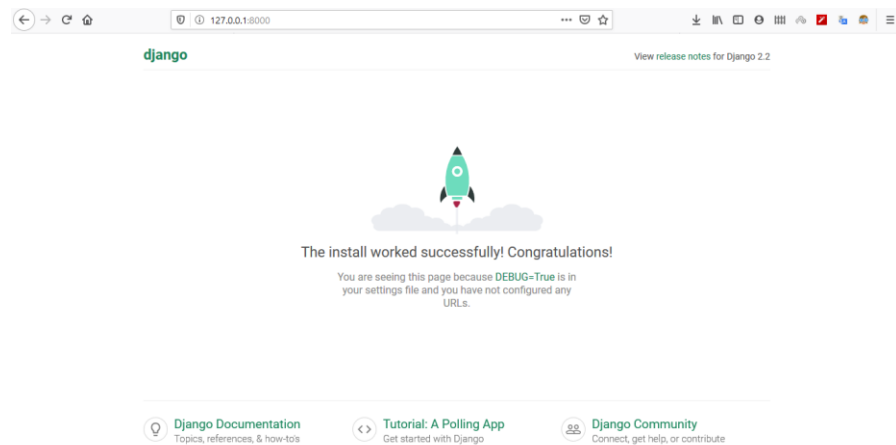 127.0.0.1:8000
django
View release notes for Django 2.2
The install worked successfully! Congratulations!
You are seeing this page because DEBUG=True is in
your settings file and you have not configured any
URLs.
Django Documentation
Topics, references, & how-to's
Tutorial: A Polling App
Get started with Django
Django Community
Connect, get help, or contribute